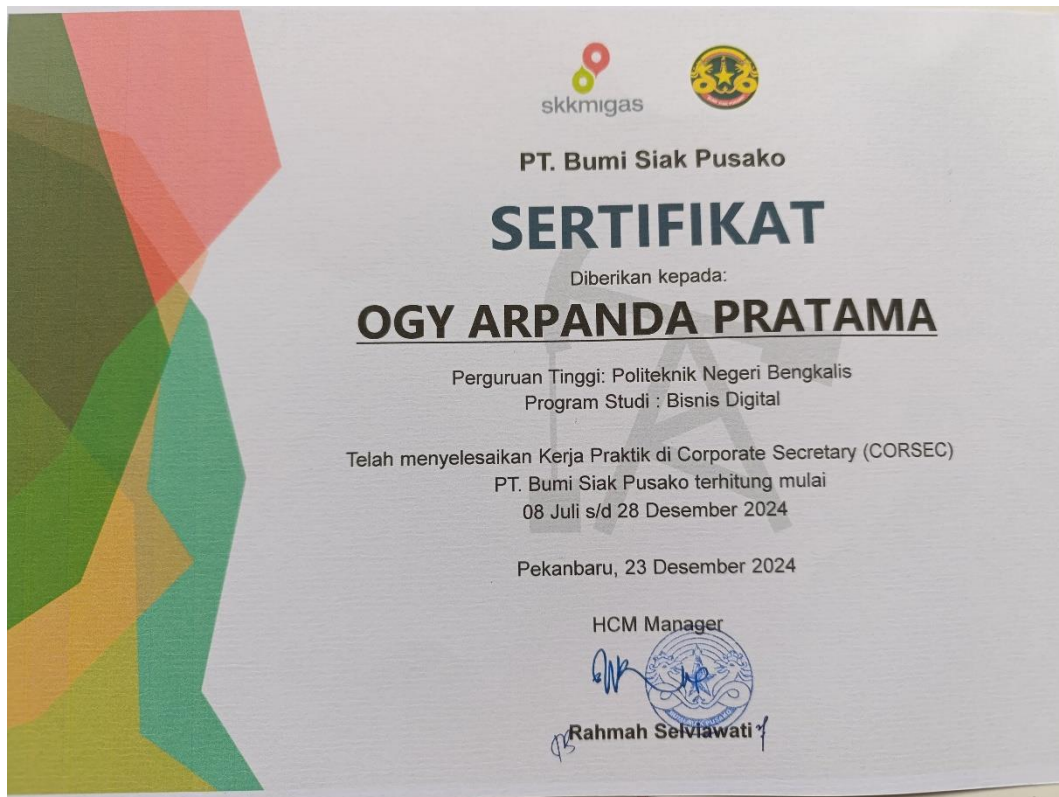 skkmigas
PT. Bumi Siak Pusako
SERTIFIKAT
Diberikan kepada:
OGY ARPANDA PRATAMA
Perguruan Tinggi: Politeknik Negeri Bengkalis
Program Studi : Bisnis Digital
Telah menyelesaikan Kerja Praktik di Corporate Secretary (CORSEC)
PT. Bumi Siak Pusako terhitung mulai
08 Juli s/d 28 Desember 2024
Pekanbaru, 23 Desember 2024
HCM Manager
Rahmah Selviawati